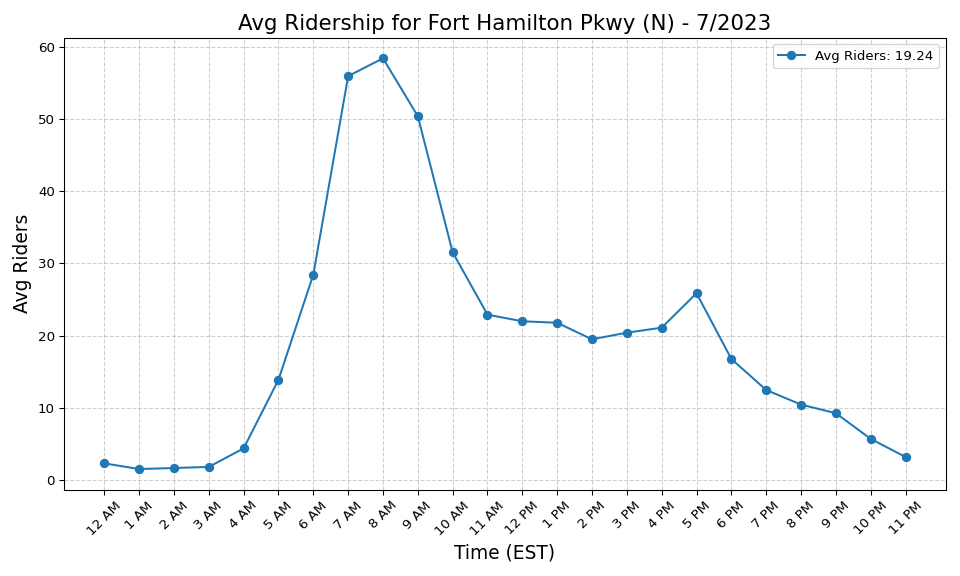 Avg Ridership for Fort Hamilton Pkwy (N) - 7/2023
Avg Riders: 19.24
Avg Riders
60
50
40
30
20
10
0
12 AM
1 AM
2 AM
3 AM
4 AM
5 AM
6 AM
7 AM
8 AM
9 AM
10 AM
11 AM
12 PM
1 PM
2 PM
3 PM
4 PM
5 PM
6 PM
7 PM
8 PM
9 PM
10 PM
11 PM
Time (EST)